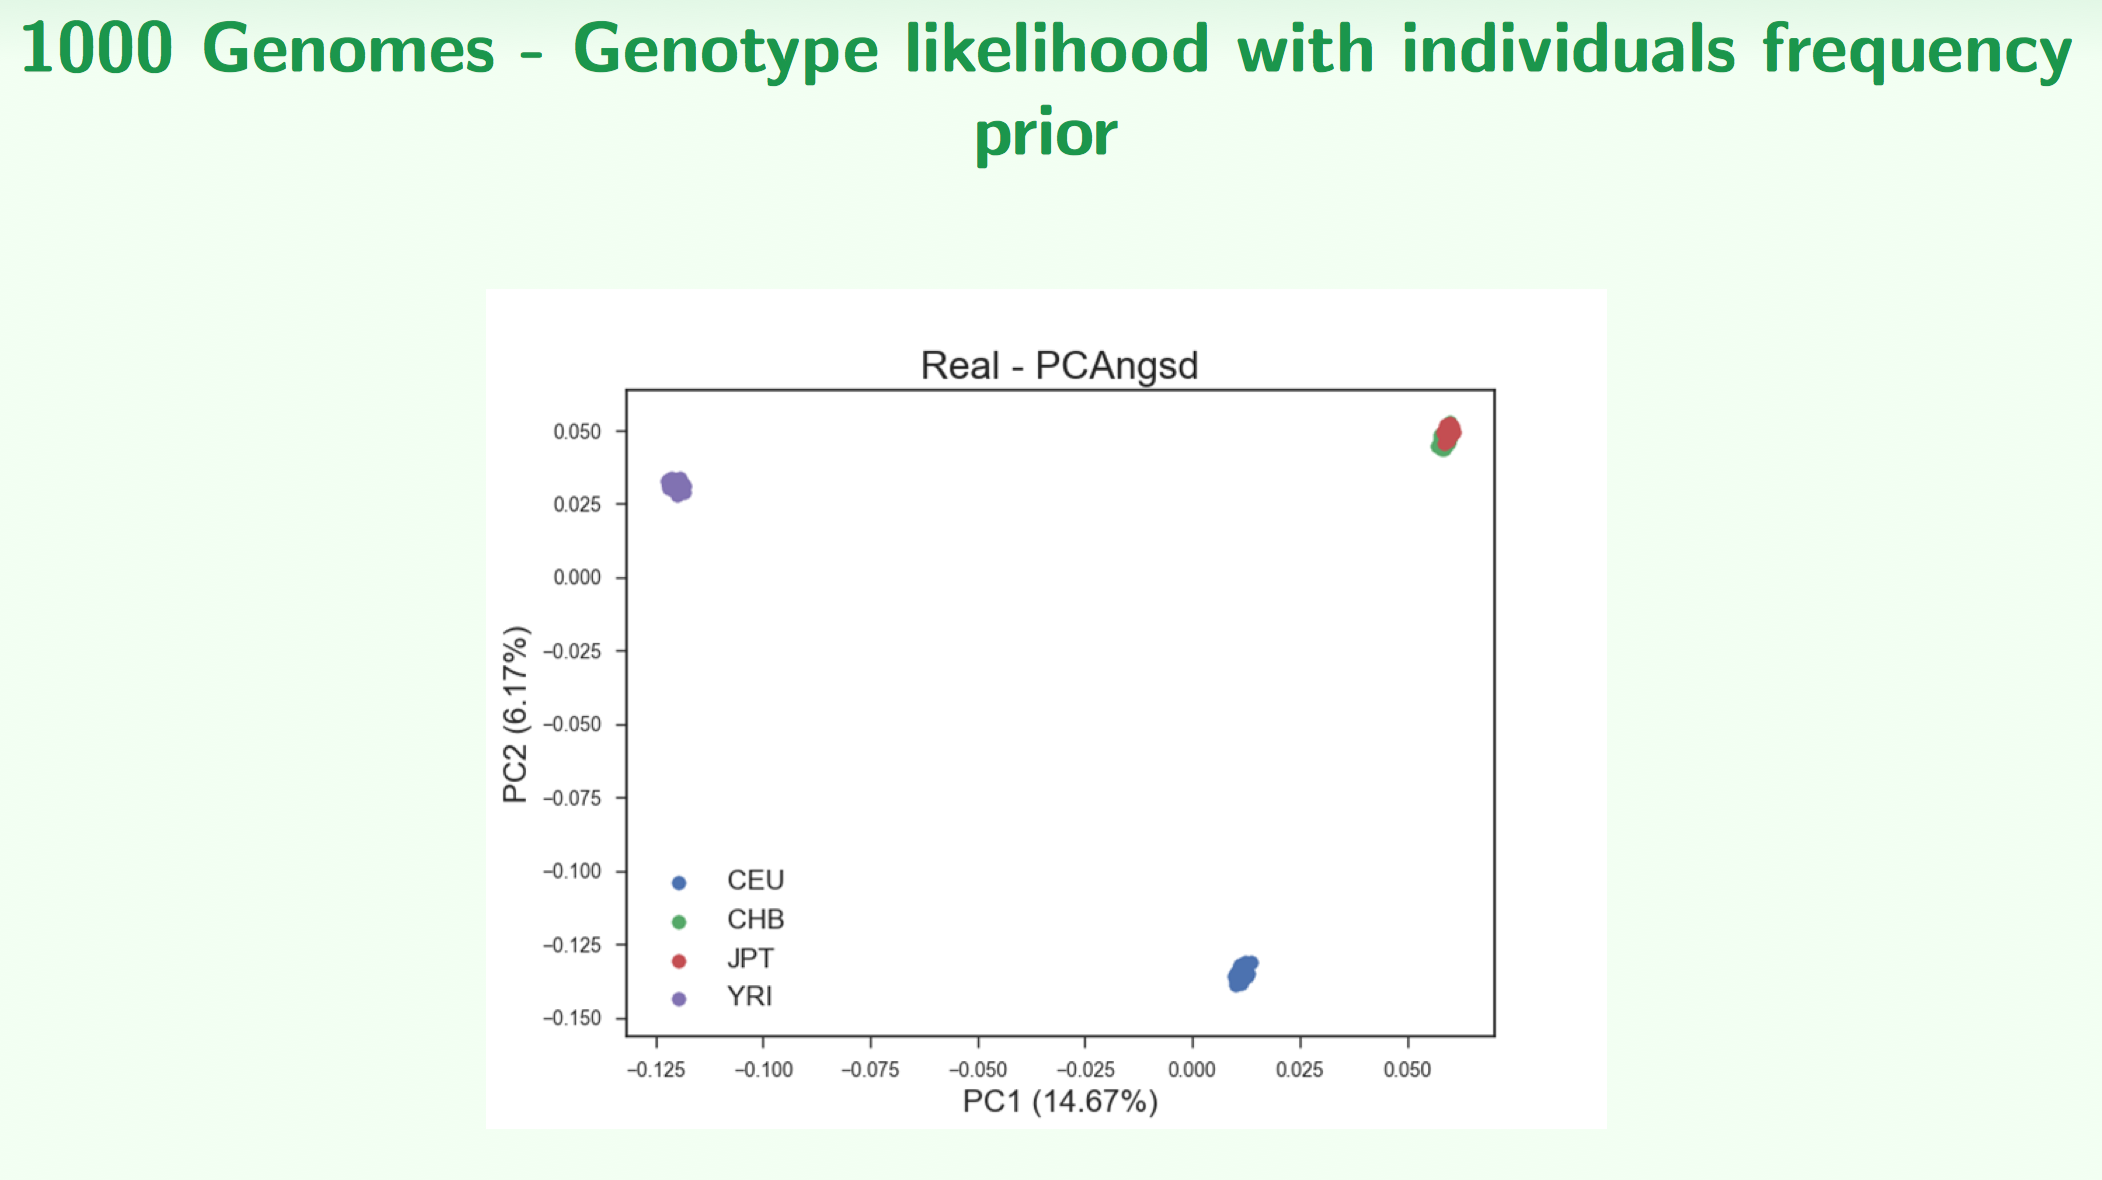 1000 Genomes - Genotype likelihood with individuals frequency
prior
Real - PCAngsd
0.050
0.025
0.000
−0.025
−0.050
−0.075
−0.100
−0.125
−0.150
PC2 (6.17%)
CEU
CHB
JPT
YRI
−0.125 −0.100 −0.075 −0.050 −0.025 0.000 0.025 0.050
PC1 (14.67%)